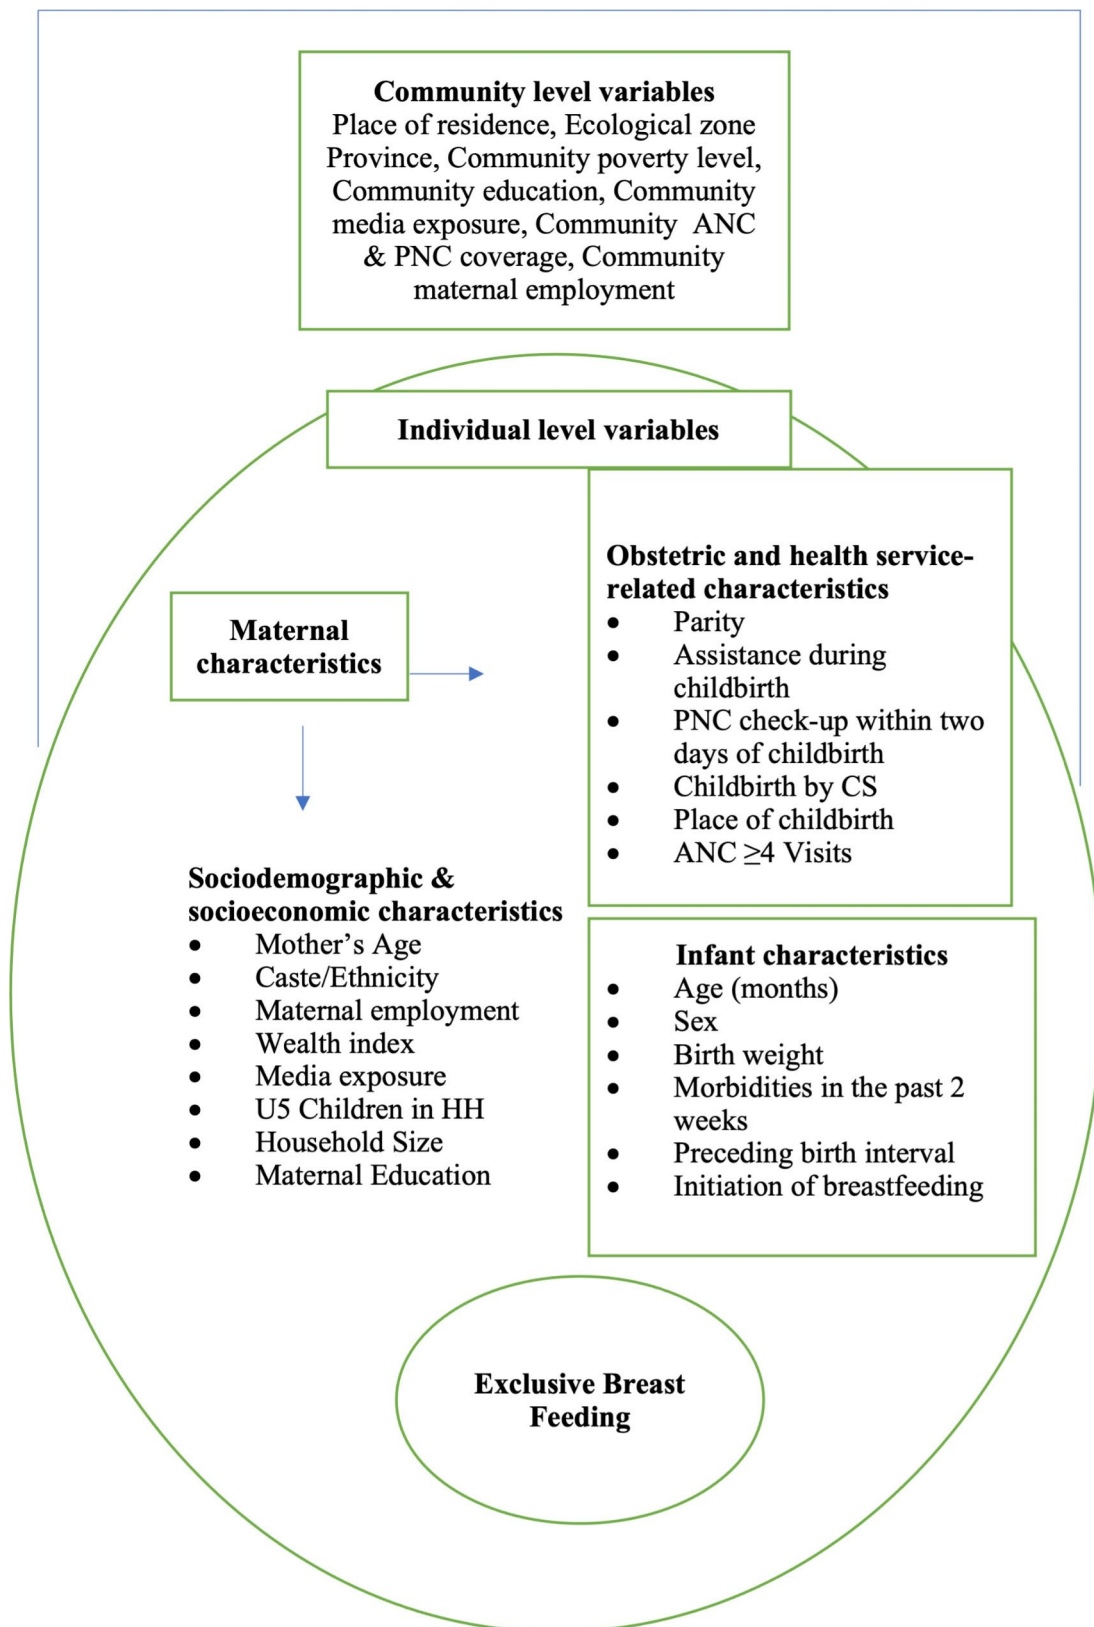 Community level variables
Place of residence, Ecological zone
Province, Community poverty level,
Community education, Community
media exposure, Community ANC
& PNC coverage, Community
maternal employment
Individual level variables
Maternal
characteristics
Obstetric and health service-
related characteristics
• Parity
• Assistance during
childbirth
• PNC check-up within two
days of childbirth
• Childbirth by CS
• Place of childbirth
• ANC ≥4 Visits
Sociodemographic &
socioeconomic characteristics
• Mother’s Age
• Caste/Ethnicity
• Maternal employment
• Wealth index
• Media exposure
• U5 Children in HH
• Household Size
• Maternal Education
Infant characteristics
• Age (months)
• Sex
• Birth weight
• Morbidities in the past 2
weeks
• Preceding birth interval
• Initiation of breastfeeding
Exclusive Breast
Feeding